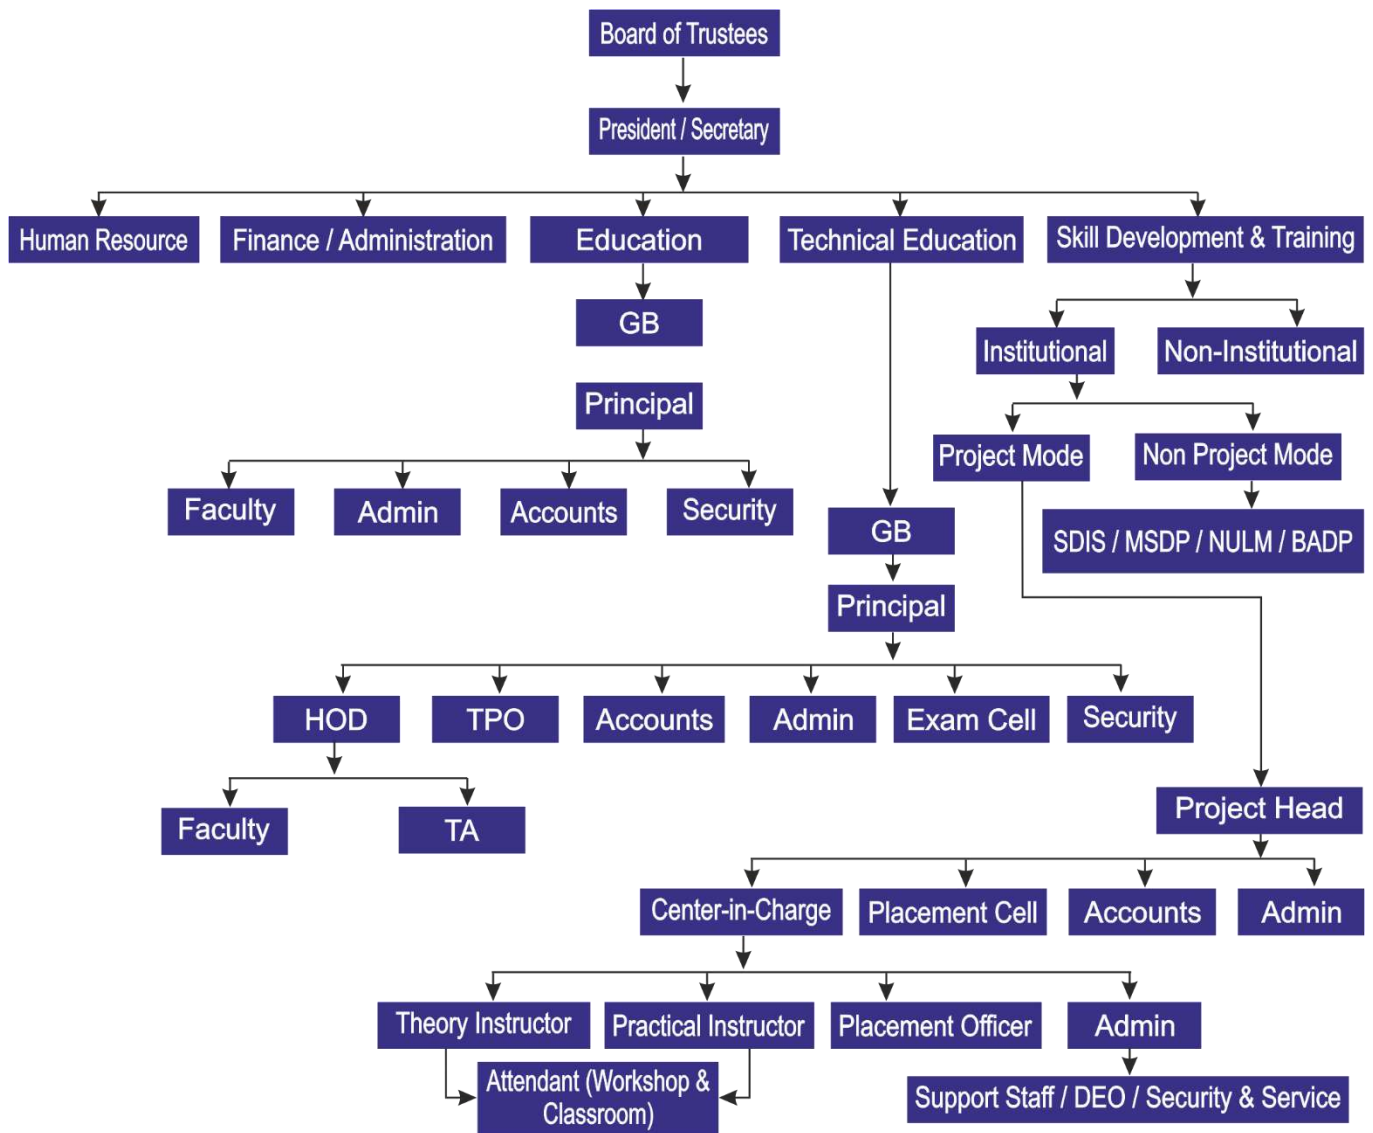 Board of Trustees
President / Secretary
Human Resource
Finance / Administration
Education
Technical Education
Skill Development & Training
GB
Institutional
Non-Institutional
Principal
Project Mode
Non Project Mode
Faculty
Admin
Accounts
Security
GB
SDIS / MSDP / NULM / BADP
Principal
HOD
TPO
Accounts
Admin
Exam Cell
Security
Faculty
TA
Project Head
Center-in-Charge
Placement Cell
Accounts
Admin
Theory Instructor
Practical Instructor
Placement Officer
Admin
Attendant (Workshop &
Classroom)
Support Staff / DEO / Security & Service